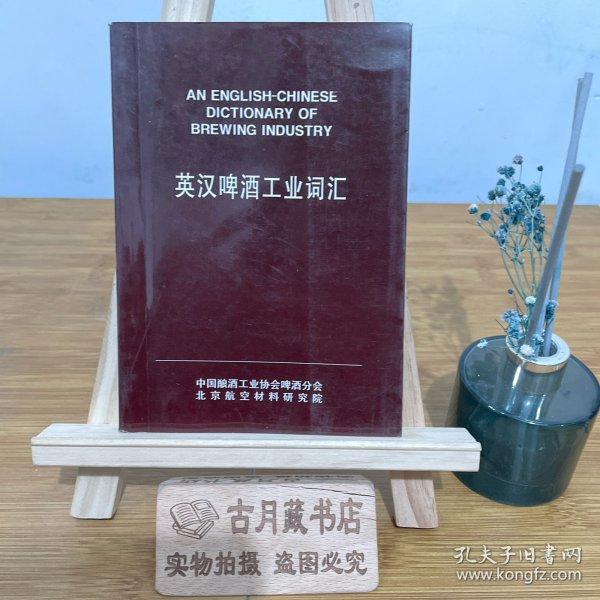 AN ENGLISH-CHINESE
DICTIONARY OF
BREWING INDUSTRY
英汉啤酒工业词汇
中国酿酒工业协会啤酒分会
北京航空材料研究院
古月藏书店
实物拍摄 盗图必究
孔夫子旧書网
www.kongfz.com